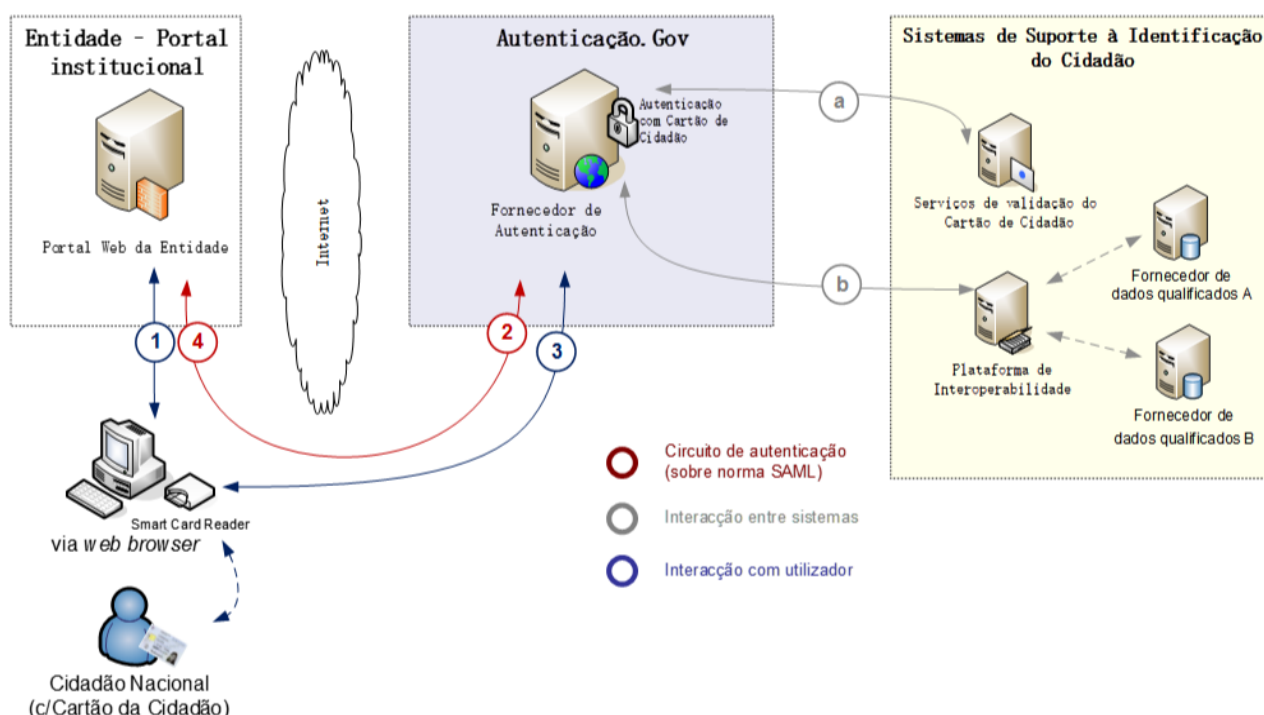 Entidade - Portal
institucional
Portal Web da Entidade
Internet
Autenticação.Gov
Autenticação
com Cartão de
Cidadão
Fornecedor de
Autenticação
Sistemas de Suporte à Identificação
do Cidadão
a
Serviços de validação do
Cartão de Cidadão
b
Fornecedor de
dados qualificados A
Plataforma de
Interoperabilidade
Fornecedor de
dados qualificados B
1
4
2
3
Smart Card Reader
via web browser
Cidadão Nacional
(c/Cartão da Cidadão)
Circuito de autenticação
(sobre norma SAML)
Interacção entre sistemas
Interacção com utilizador